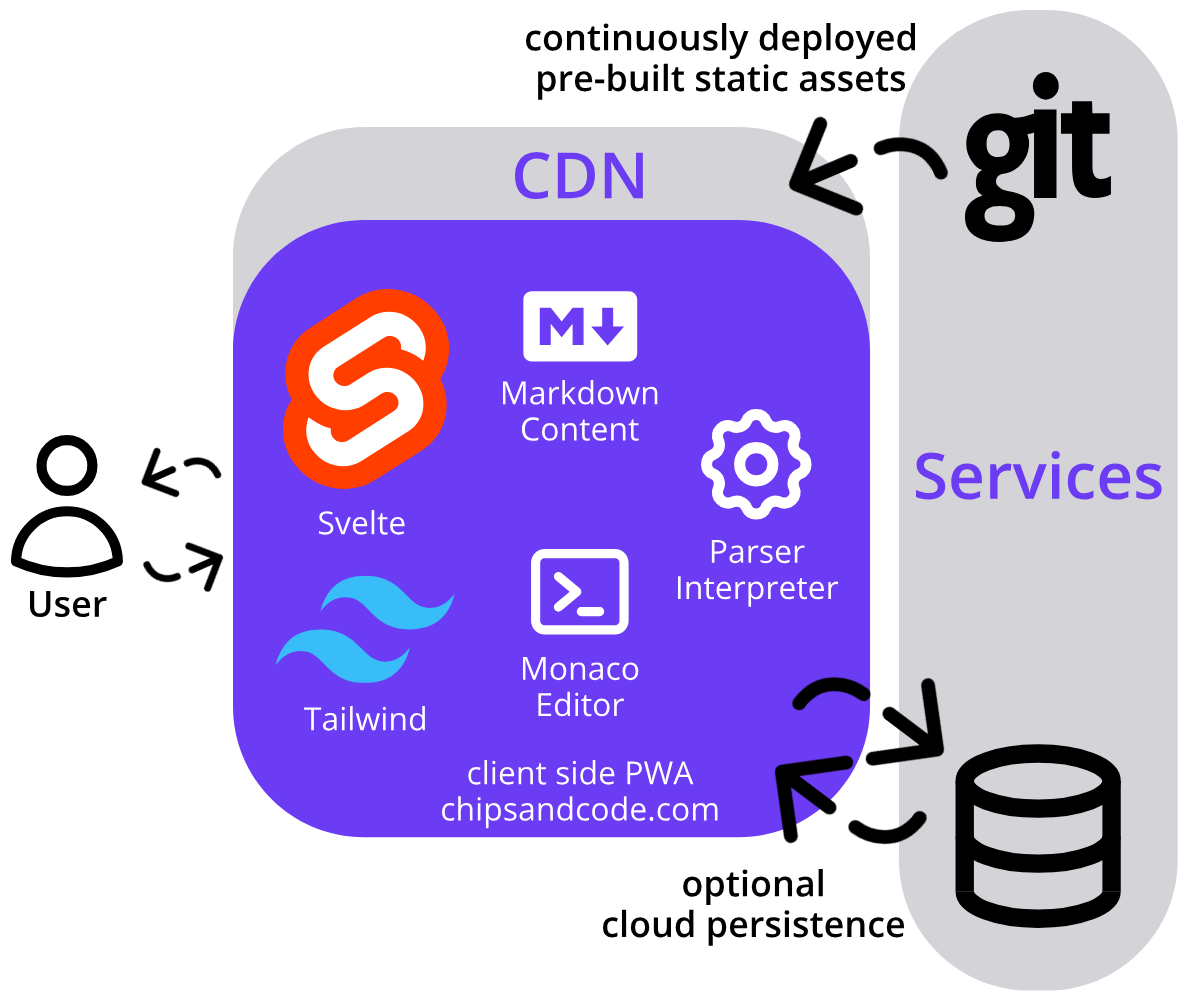 continuously deployed
pre-built static assets
git
CDN
M
Markdown
Content
Services
Svelte
Parser
Interpreter
User
>_
Monaco
Editor
Tailwind
client side PWA
chipsandcode.com
optional
cloud persistence